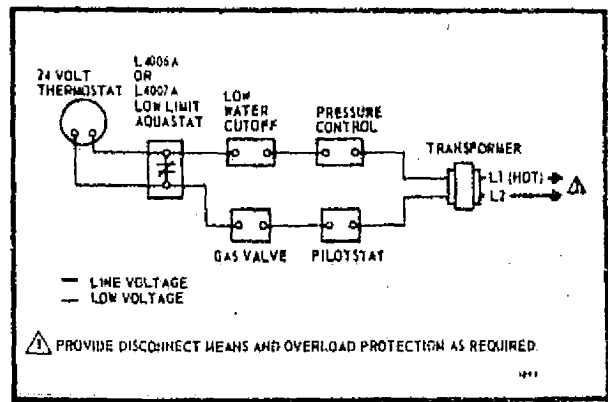 24 VOLT
THERMOSTAT
L4006A
OR
L4007A
LOW LIMIT
AQUASTAT
LOW
WATER
CUTOFF
PRESSURE
CONTROL
TRANSFORMER
L1 (HOT)
L2
GAS VALVE
PILOTSTAT
LINE VOLTAGE
LOW VOLTAGE
1 PROVIDE DISCONNECT MEANS AND OVERLOAD PROTECTION AS REQUIRED.